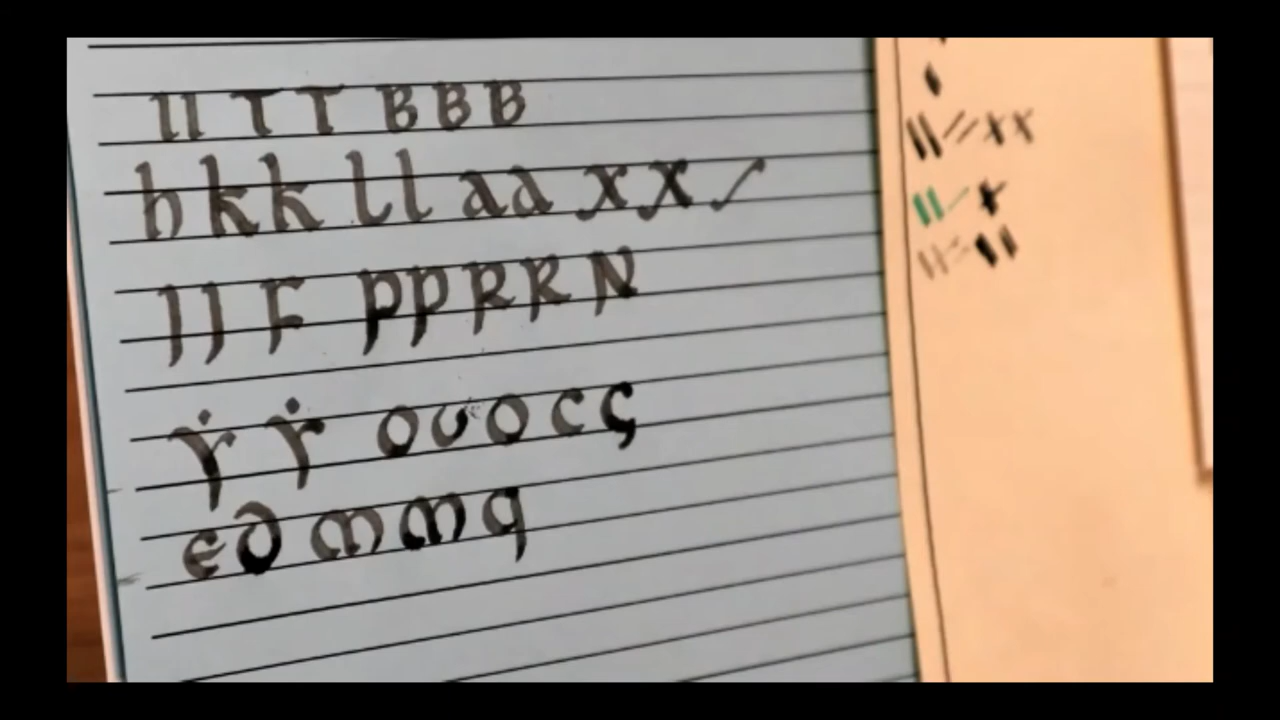 ll T T B B B
h k k l l a a x x /
l J F P P R R N
ẏ ẏ o u o c ς
e ∂ m m q